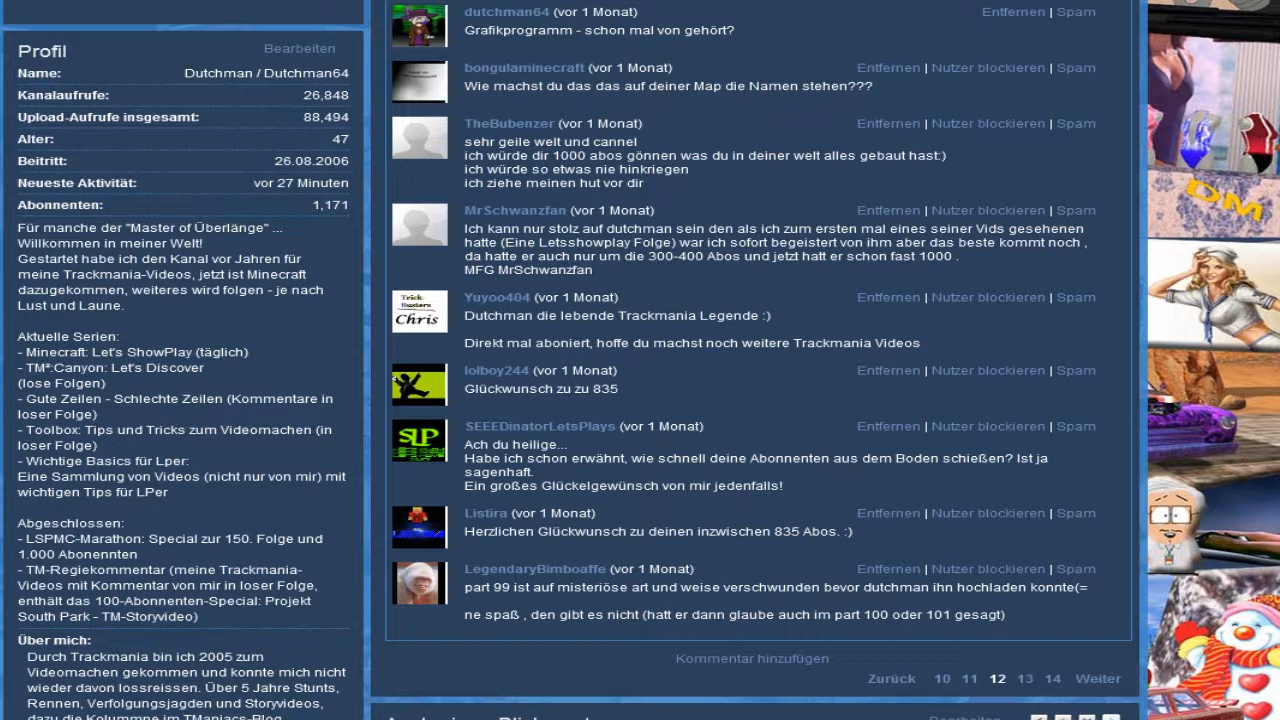 Profil Bearbeiten
Name: Dutchman / Dutchman64
Kanalaufrufe: 26,848
Upload-Aufrufe insgesamt: 88,494
Alter: 47
Beitritt: 26.08.2006
Neueste Aktivität: vor 27 Minuten
Abonnenten: 1,171
Für manche der "Master of Überlänge" ...
Willkommen in meiner Welt!
Gestartet habe ich den Kanal vor Jahren für
meine Trackmania-Videos, jetzt ist Minecraft
dazugekommen, weiteres wird folgen - je nach
Lust und Laune.
Aktuelle Serien:
- Minecraft: Let's ShowPlay (täglich)
- TM²:Canyon: Let's Discover
(lose Folgen)
- Gute Zeilen - Schlechte Zeilen (Kommentare in
loser Folge)
- Toolbox: Tips und Tricks zum Videomachen (in
loser Folge)
- Wichtige Basics für Lper:
Eine Sammlung von Videos (nicht nur von mir) mit
wichtigen Tips für LPer
Abgeschlossen:
- LSPMC-Marathon: Special zur 150. Folge und
1.000 Abonennten
- TM-Regiekommentar (meine Trackmania-
Videos mit Kommentar von mir in loser Folge,
enthält das 100-Abonnenten-Special: Projekt
South Park - TM-Storyvideo)
Über mich:
Durch Trackmania bin ich 2005 zum
Videomachen gekommen und konnte mich nicht
wieder davon lossreissen. Über 5 Jahre Stunts,
Rennen, Verfolgungsjagden und Storyvideos,
dazu die Kolummne im TManiacs-Blog
dutchman64 (vor 1 Monat) Entfernen | Spam
Grafikprogramm - schon mal von gehört?
bongulaminecraft (vor 1 Monat) Entfernen | Nutzer blockieren | Spam
Wie machst du das das auf deiner Map die Namen stehen???
TheBubenzer (vor 1 Monat) Entfernen | Nutzer blockieren | Spam
sehr geile welt und cannel
ich würde dir 1000 abos gönnen was du in deiner welt alles gebaut hast:)
ich würde so etwas nie hinkriegen
ich ziehe meinen hut vor dir
MrSchwanzfan (vor 1 Monat) Entfernen | Nutzer blockieren | Spam
Ich kann nur stolz auf dutchman sein den als ich zum ersten mal eines seiner Vids gesehenen
hatte (Eine Letsshowplay Folge) war ich sofort begeistert von ihm aber das beste kommt noch ,
da hatte er auch nur um die 300-400 Abos und jetzt hatt er schon fast 1000 .
MFG MrSchwanzfan
Trick-
Busters
Chris
Yuyoo404 (vor 1 Monat) Entfernen | Nutzer blockieren | Spam
Dutchman die lebende Trackmania Legende :)
Direkt mal aboniert, hoffe du machst noch weitere Trackmania Videos
lolboy244 (vor 1 Monat) Entfernen | Nutzer blockieren | Spam
Glückwunsch zu zu 835
SLP
LEEEDinatorLetsPlays (vor 1 Monat) Entfernen | Nutzer blockieren | Spam
Ach du heilige...
Habe ich schon erwähnt, wie schnell deine Abonnenten aus dem Boden schießen? Ist ja
sagenhaft.
Ein großes Glückelgewünsch von mir jedenfalls!
Listira (vor 1 Monat) Entfernen | Nutzer blockieren | Spam
Herzlichen Glückwunsch zu deinen inzwischen 835 Abos. :)
LegendaryBimboaffe (vor 1 Monat) Entfernen | Nutzer blockieren | Spam
part 99 ist auf misteriöse art und weise verschwunden bevor dutchman ihn hochladen konnte(=
ne spaß , den gibt es nicht (hatt er dann glaube auch im part 100 oder 101 gesagt)
Kommentar hinzufügen
Zurück 10 11 12 13 14 Weiter
DM